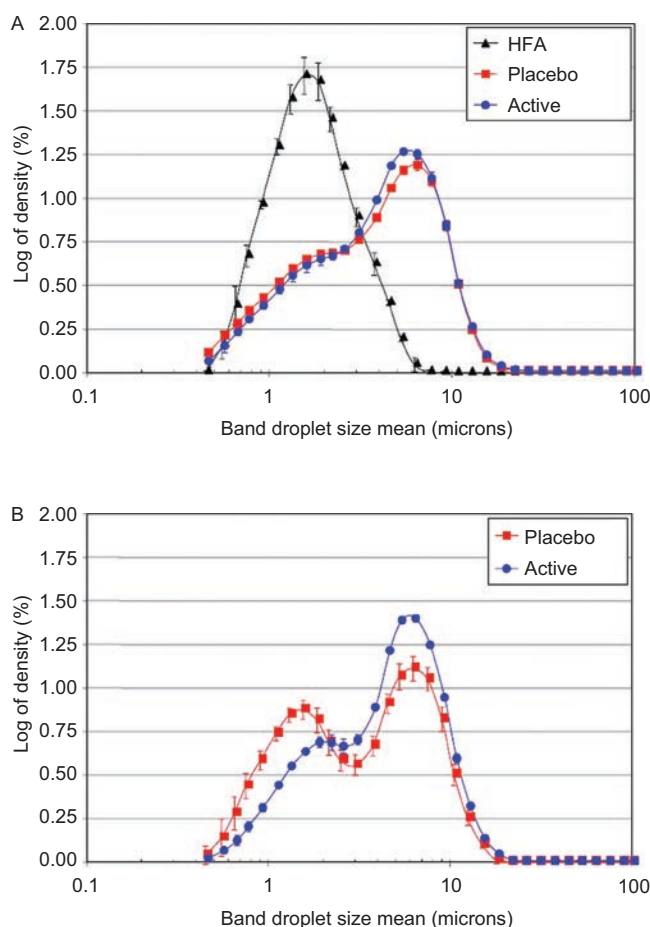 A
2.00
1.75
1.50
1.25
1.00
0.75
0.50
0.25
0.00
Log of density (%)
HFA
Placebo
Active
0.1 1 10 100
Band droplet size mean (microns)
B
2.00
1.75
1.50
1.25
1.00
0.75
0.50
0.25
0.00
Log of density (%)
Placebo
Active
0.1 1 10 100
Band droplet size mean (microns)